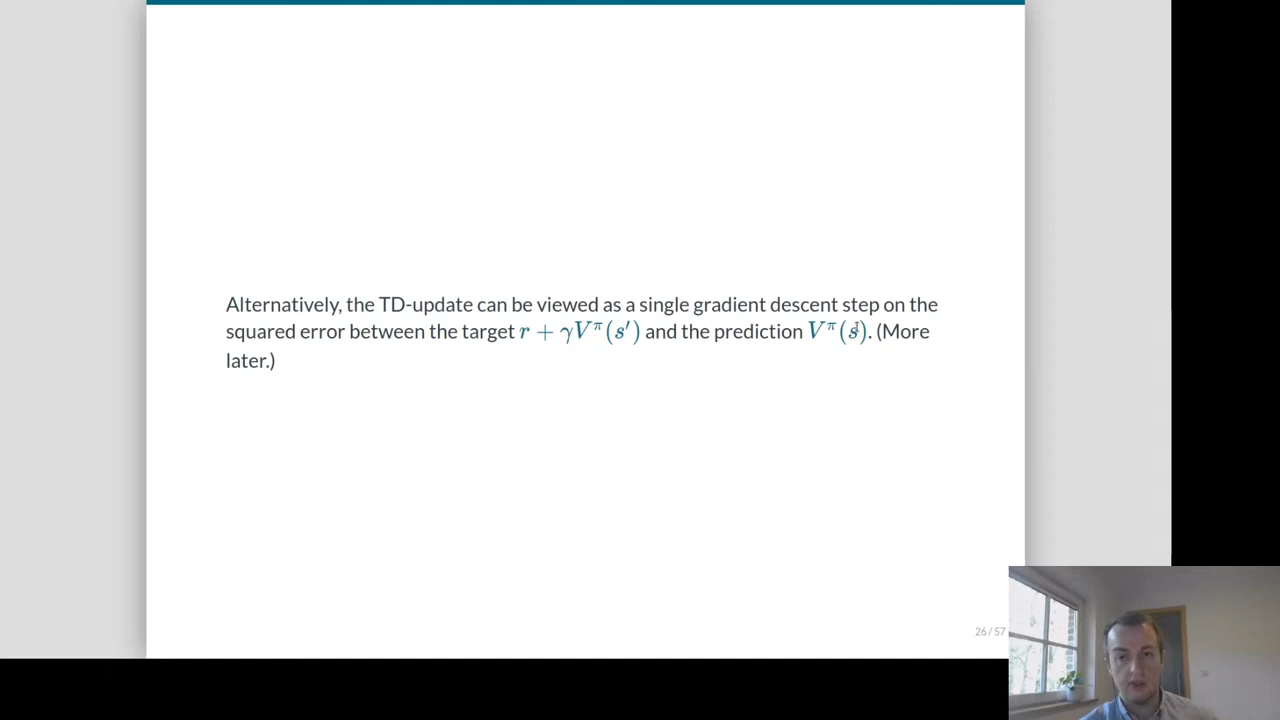 Alternatively, the TD-update can be viewed as a single gradient descent step on the
squared error between the target r + γV^π(s′) and the prediction V^π(s). (More
later.)
26 / 57